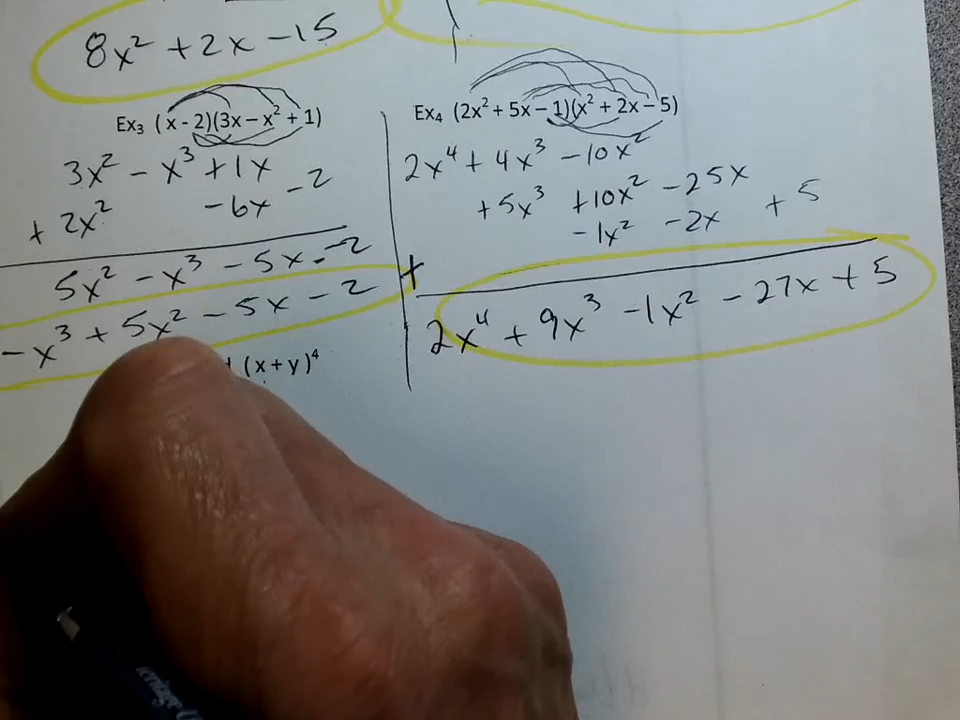 8x² + 2x - 15
Ex₃ (x - 2)(3x - x² + 1)
3x² - x³ + 1x - 2
+ 2x² - 6x
5x² - x³ - 5x - 2
-x³ + 5x² - 5x - 2
(x + y)⁴
Ex₄ (2x² + 5x - 1)(x² + 2x - 5)
2x⁴ + 4x³ - 10x²
+ 5x³ + 10x² - 25x
- 1x² - 2x + 5
+
2x⁴ + 9x³ - 1x² - 27x + 5